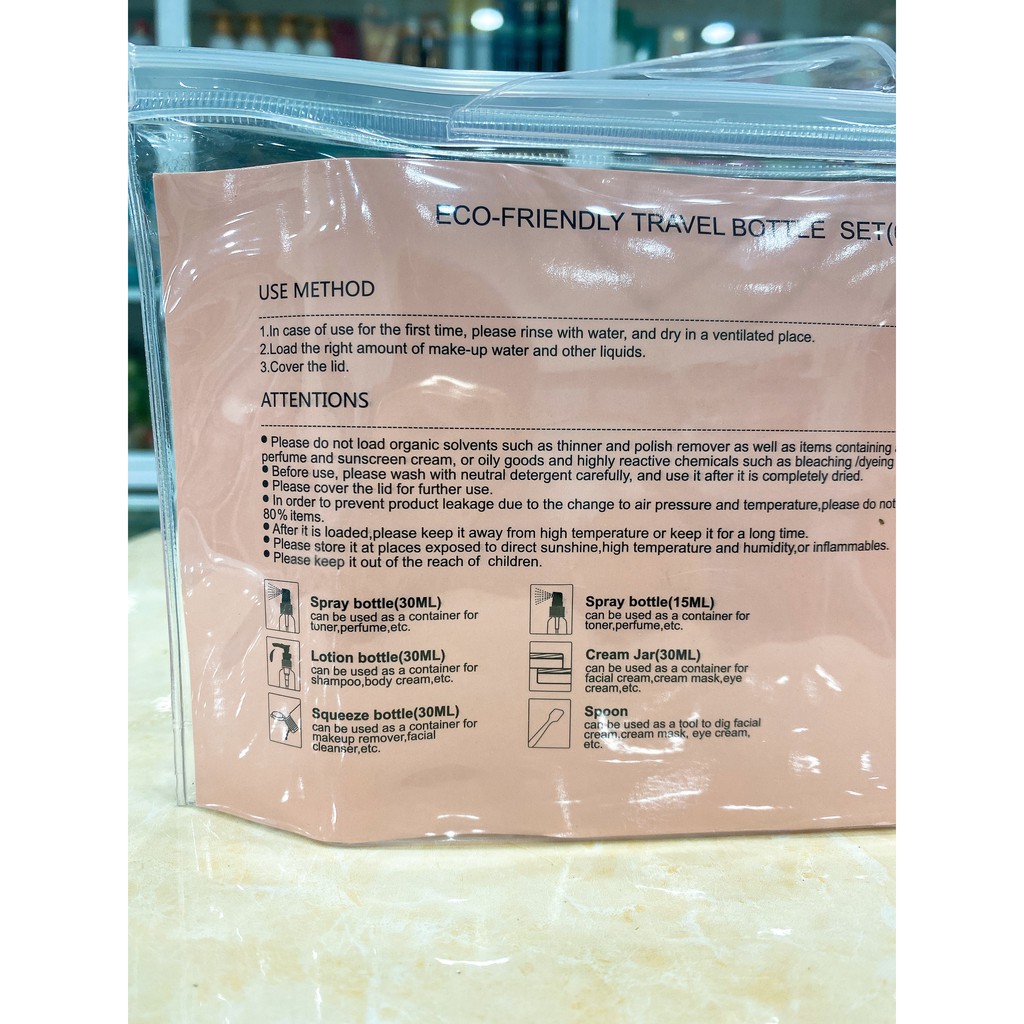 ECO-FRIENDLY TRAVEL BOTTLE SET(
USE METHOD
1.In case of use for the first time, please rinse with water, and dry in a ventilated place.
2.Load the right amount of make-up water and other liquids.
3.Cover the lid.
ATTENTIONS
• Please do not load organic solvents such as thinner and polish remover as well as items containing
perfume and sunscreen cream, or oily goods and highly reactive chemicals such as bleaching /dyeing
• Before use, please wash with neutral detergent carefully, and use it after it is completely dried.
• Please cover the lid for further use.
• In order to prevent product leakage due to the change to air pressure and temperature,please do not
80% items.
• After it is loaded,please keep it away from high temperature or keep it for a long time.
• Please store it at places exposed to direct sunshine,high temperature and humidity,or inflammables.
• Please keep it out of the reach of children.
Spray bottle(30ML)
can be used as a container for
toner,perfume,etc.
Spray bottle(15ML)
can be used as a container for
toner,perfume,etc.
Lotion bottle(30ML)
can be used as a container for
shampoo,body cream,etc.
Cream Jar(30ML)
can be used as a container for
facial cream,cream mask,eye
cream,etc.
Squeeze bottle(30ML)
can be used as a container for
makeup remover,facial
cleanser,etc.
Spoon
can be used as a tool to dig facial
cream,cream mask, eye cream,
etc.